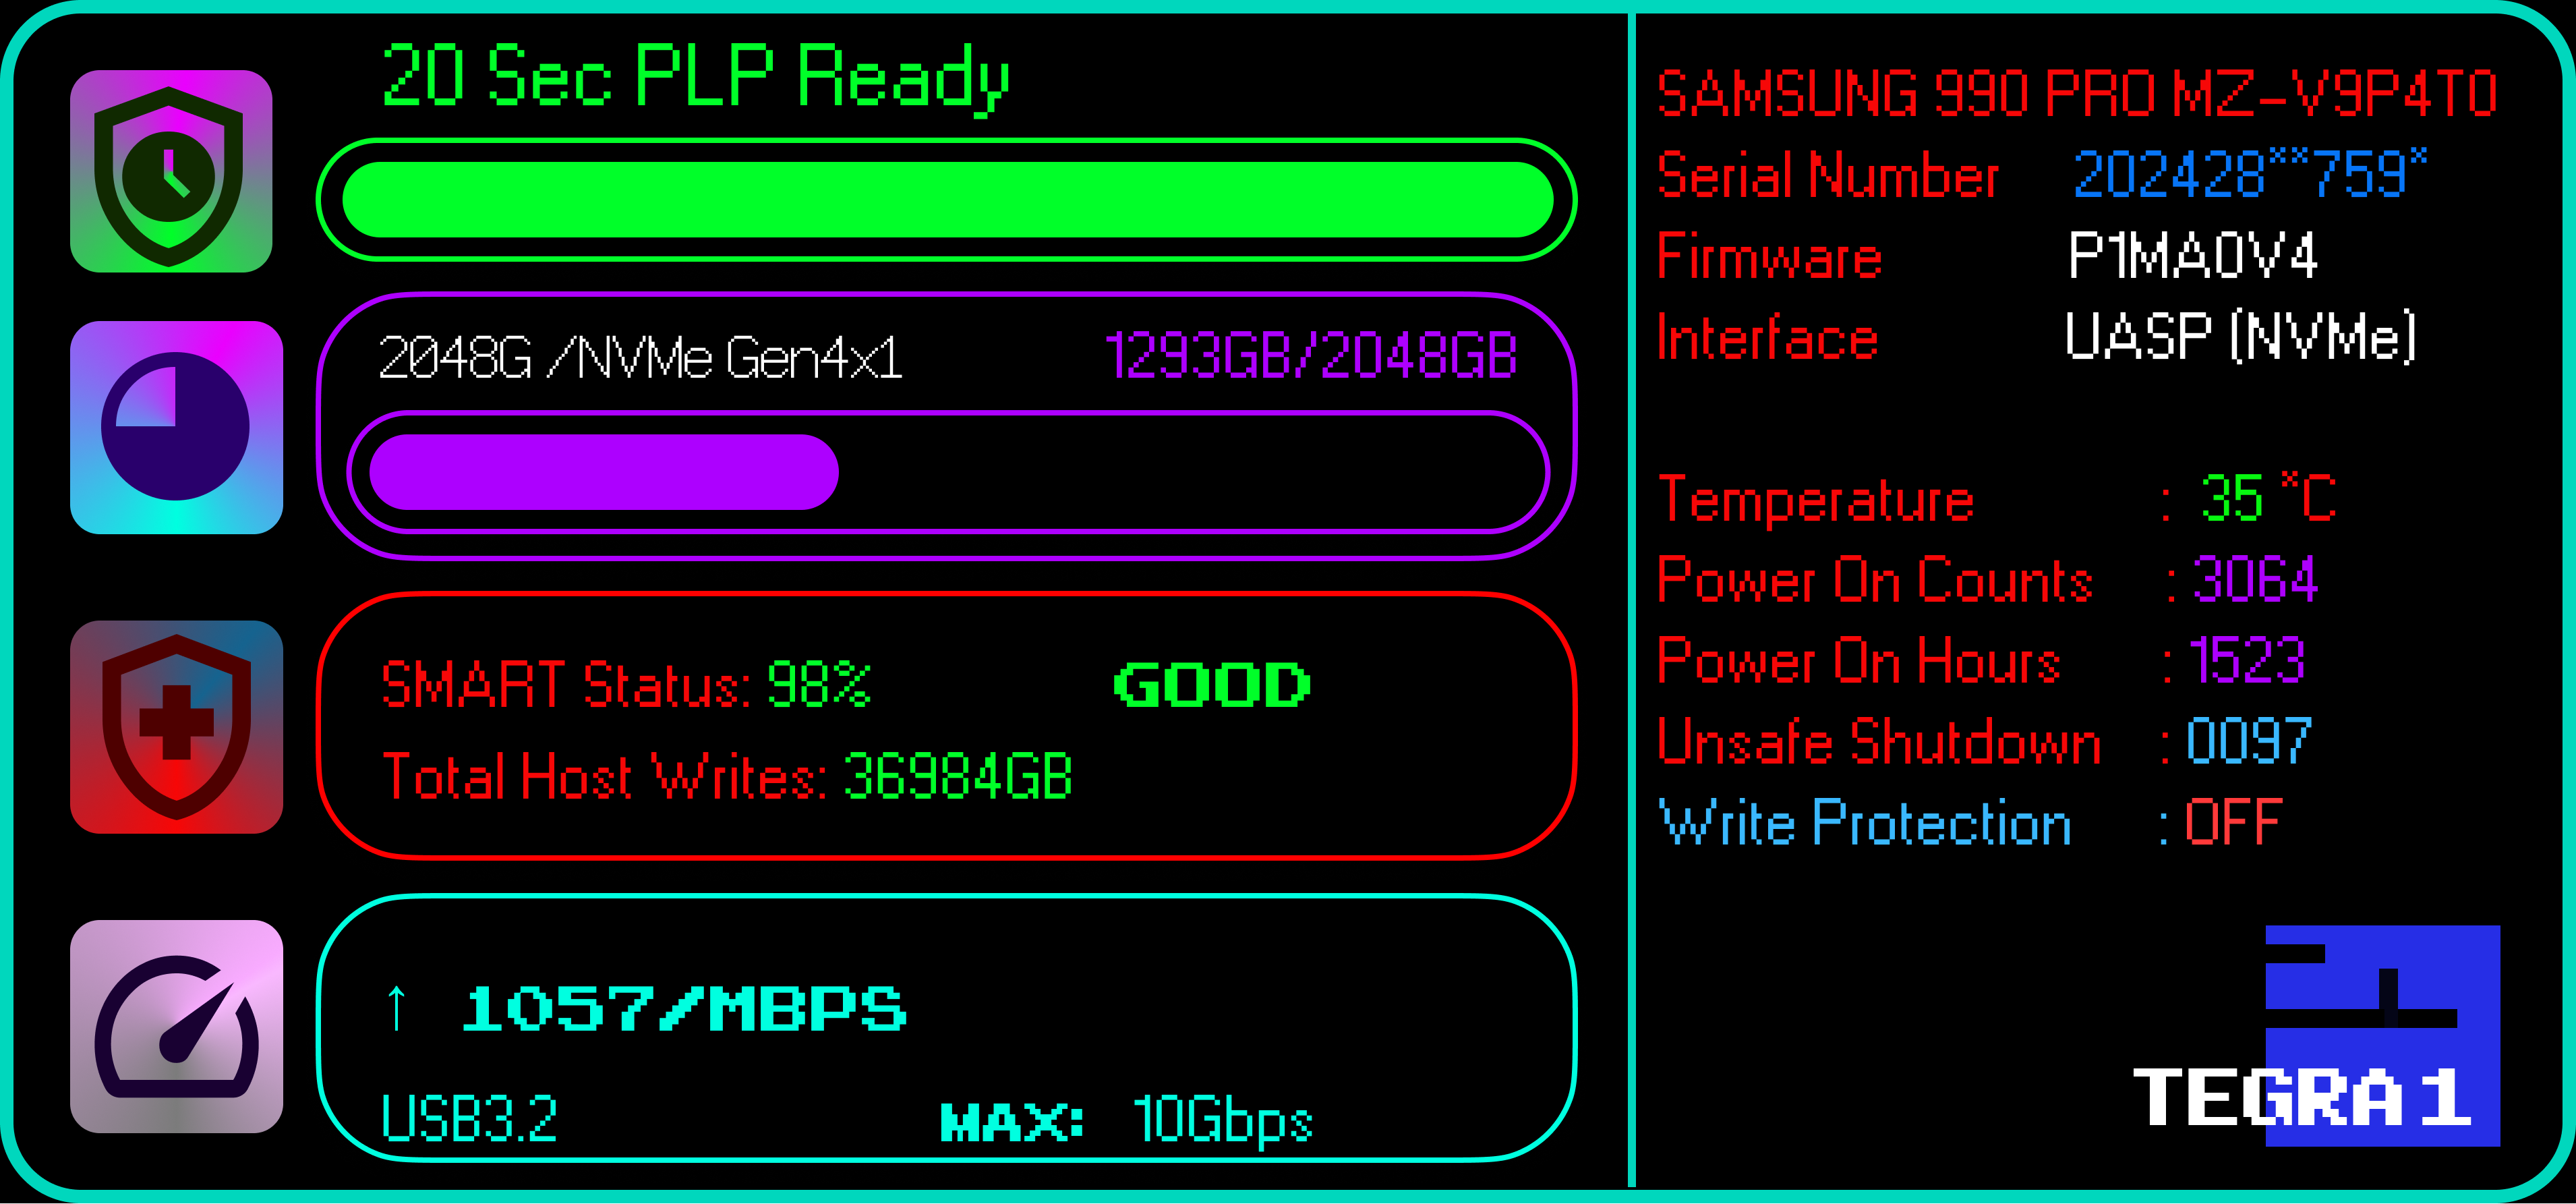 20 Sec PLP Ready
2048G /NVMe Gen4x1 1293GB/2048GB
SMART Status: 98% GOOD
Total Host Writes: 36984GB
↑ 1057/MBPS
USB3.2 MAX: 10Gbps
SAMSUNG 990 PRO MZ-V9P4T0
Serial Number 202428**759*
Firmware P1MA0V4
Interface UASP (NVMe)
Temperature : 35 *C
Power On Counts : 3064
Power On Hours : 1523
Unsafe Shutdown : 0097
Write Protection : OFF
TEGRA 1